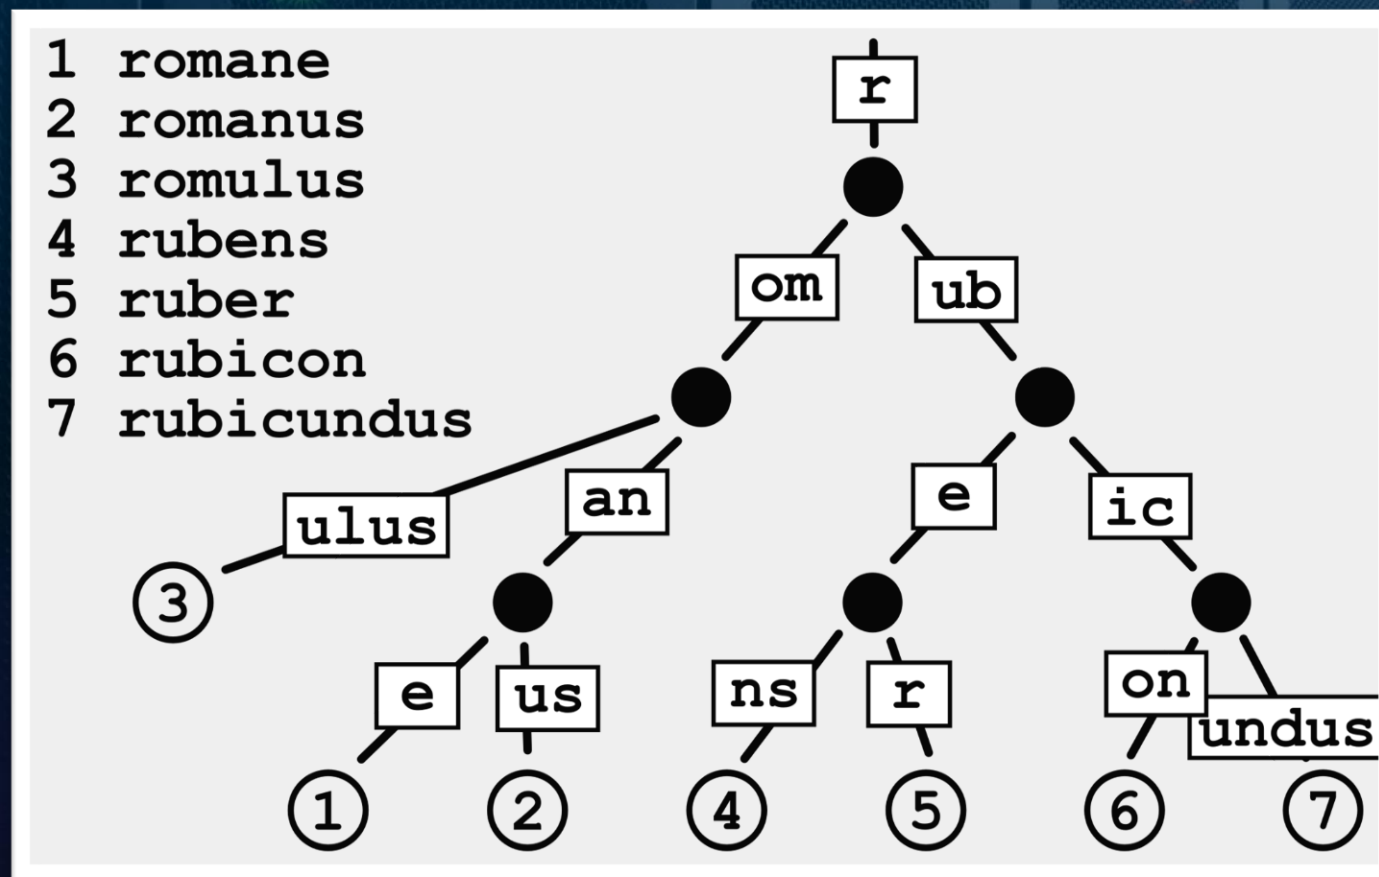 1 romane
2 romanus
3 romulus
4 rubens
5 ruber
6 rubicon
7 rubicundus
r
om ub
ulus an e ic
3
e us ns r on undus
1 2 4 5 6 7